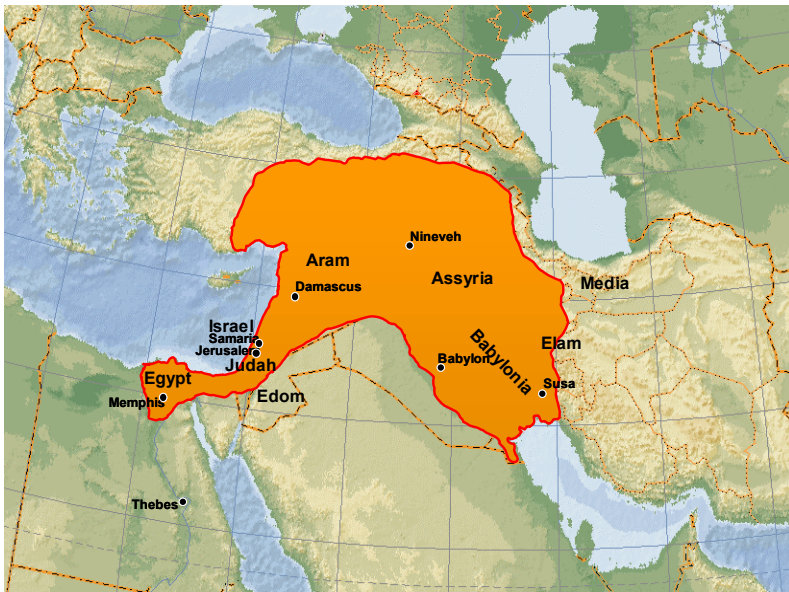 Nineveh
Aram
Assyria
Media
Damascus
Israel
Samaria
Jerusalem
Judah
Babylonia
Elam
Babylon
Egypt
Susa
Edom
Memphis
Thebes